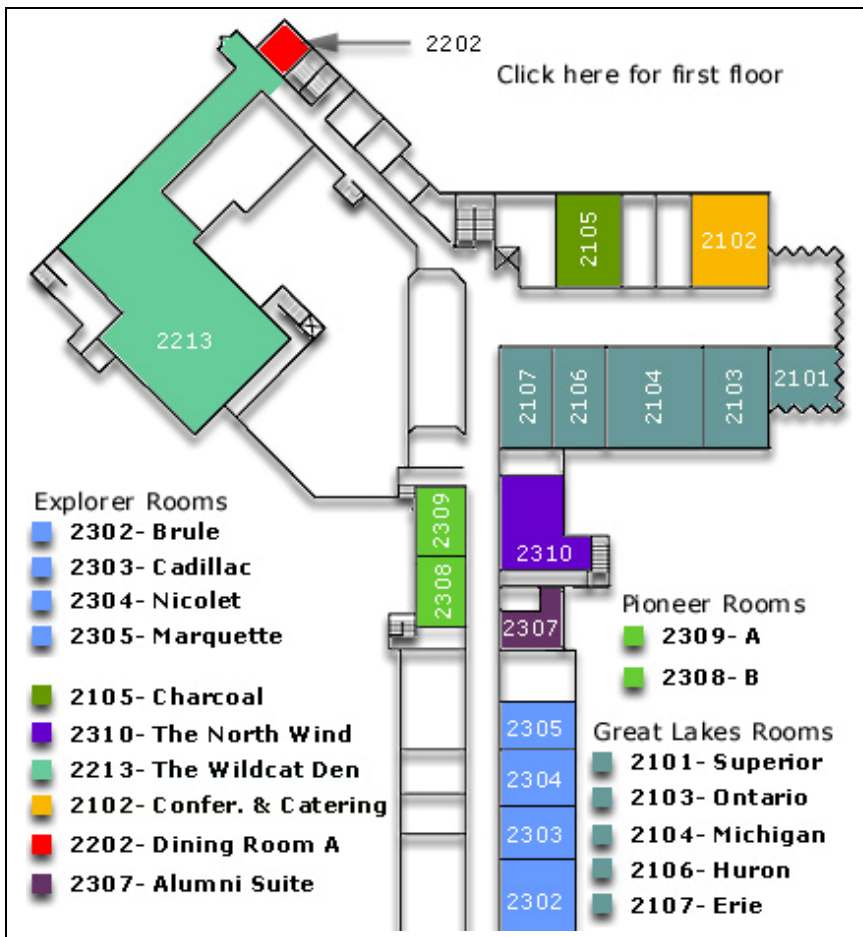 2202
Click here for first floor
2105
2102
2213
2107
2106
2104
2103
2101
2309
2310
2308
2307
2305
2304
2303
2302
Explorer Rooms
2302- Brule
2303- Cadillac
2304- Nicolet
2305- Marquette
2105- Charcoal
2310- The North Wind
2213- The Wildcat Den
2102- Confer. & Catering
2202- Dining Room A
2307- Alumni Suite
Pioneer Rooms
2309- A
2308- B
Great Lakes Rooms
2101- Superior
2103- Ontario
2104- Michigan
2106- Huron
2107- Erie